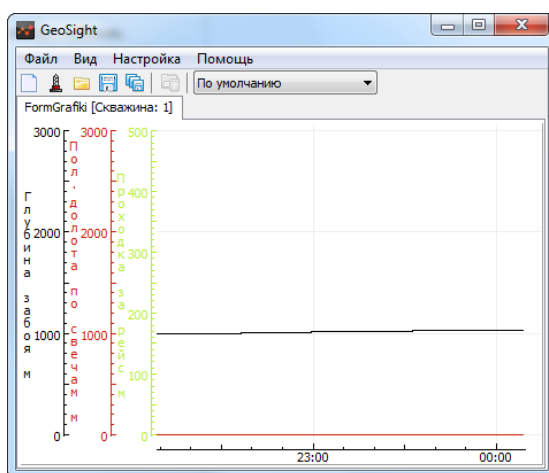 GeoSight
Файл Вид Настройка Помощь
По умолчанию
FormGrafiki [Скважина: 1]
3000 3000 500
400
2000 2000
300
200
1000 1000
100
0 0 0
Глубина забоя м
Пол. долота по свечам м
Проходка за рейс м
23:00 00:00